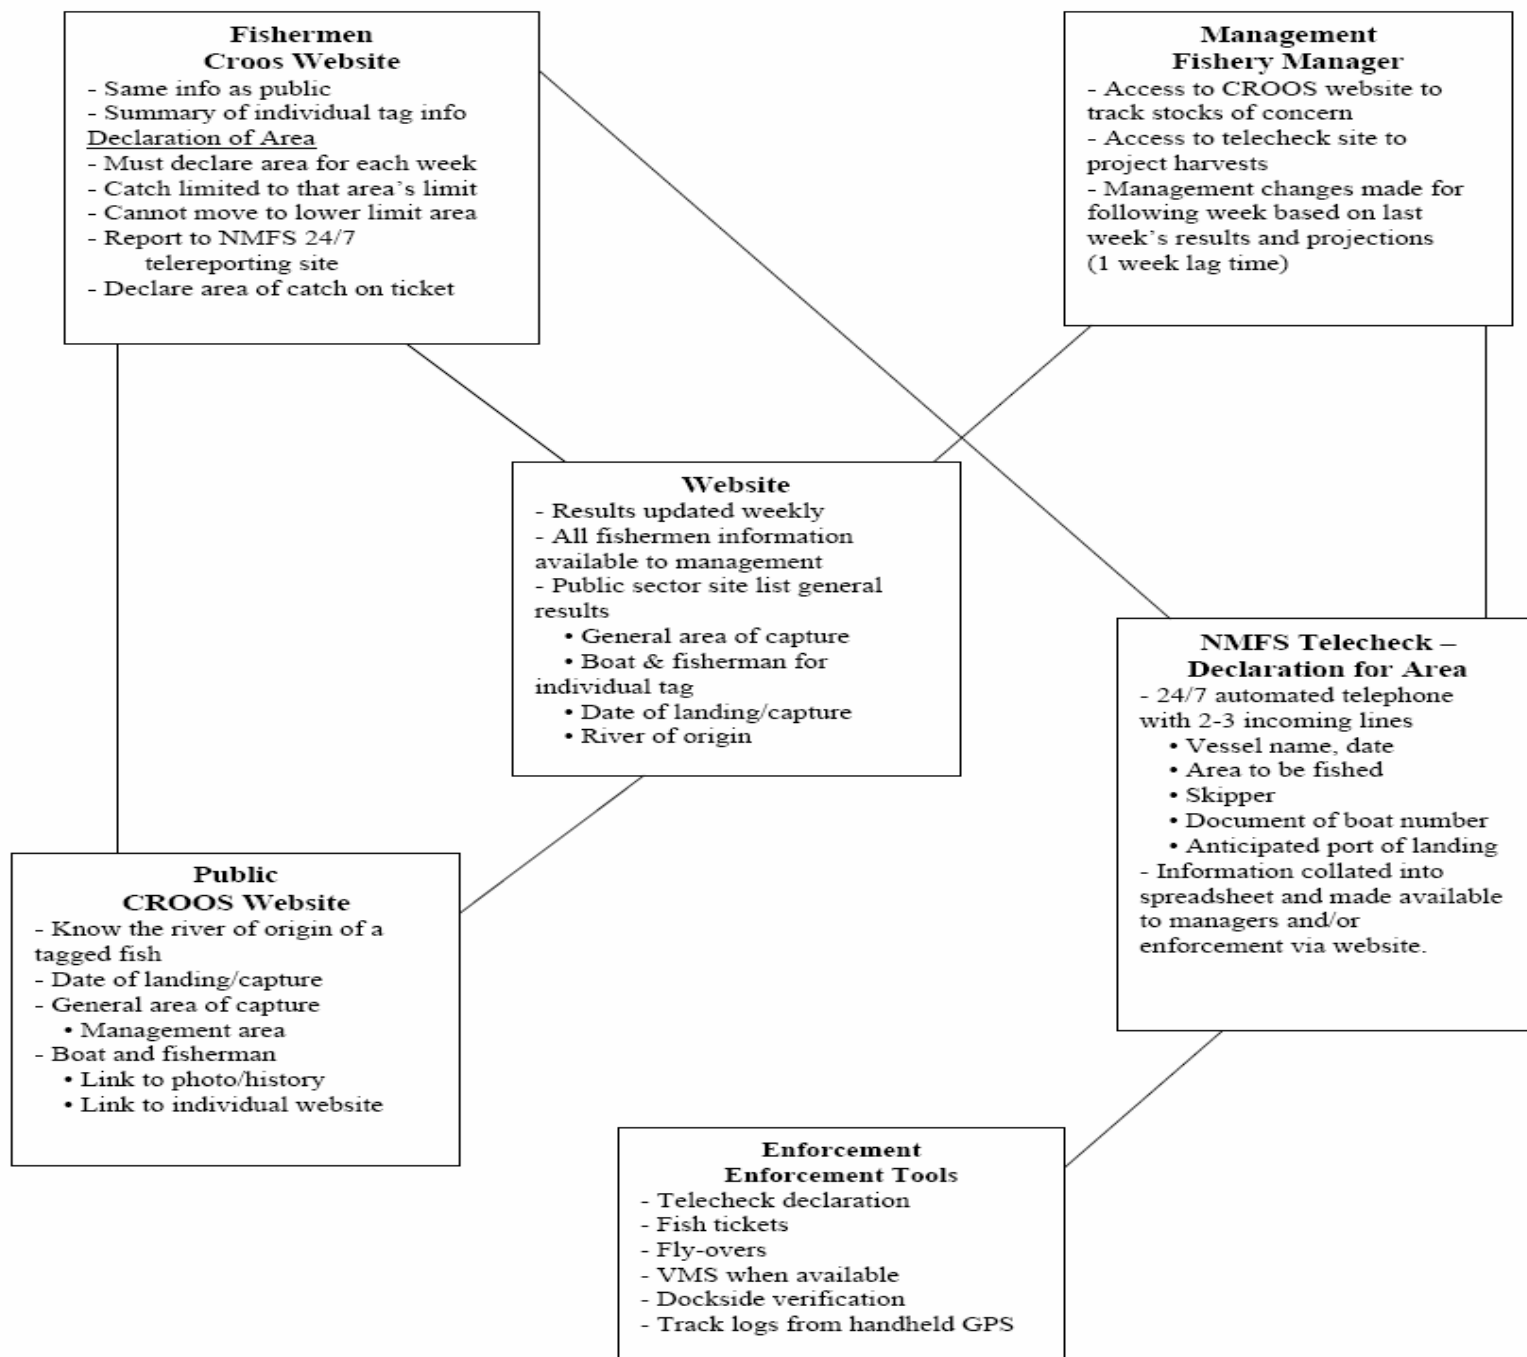 Fishermen
Croos Website
- Same info as public
- Summary of individual tag info
Declaration of Area
- Must declare area for each week
- Catch limited to that area's limit
- Cannot move to lower limit area
- Report to NMFS 24/7
telereporting site
- Declare area of catch on ticket
Management
Fishery Manager
- Access to CROOS website to
track stocks of concern
- Access to telecheck site to
project harvests
- Management changes made for
following week based on last
week's results and projections
(1 week lag time)
Website
- Results updated weekly
- All fishermen information
available to management
- Public sector site list general
results
• General area of capture
• Boat & fisherman for
individual tag
• Date of landing/capture
• River of origin
NMFS Telecheck –
Declaration for Area
- 24/7 automated telephone
with 2-3 incoming lines
• Vessel name, date
• Area to be fished
• Skipper
• Document of boat number
• Anticipated port of landing
- Information collated into
spreadsheet and made available
to managers and/or
enforcement via website.
Public
CROOS Website
- Know the river of origin of a
tagged fish
- Date of landing/capture
- General area of capture
• Management area
- Boat and fisherman
• Link to photo/history
• Link to individual website
Enforcement
Enforcement Tools
- Telecheck declaration
- Fish tickets
- Fly-overs
- VMS when available
- Dockside verification
- Track logs from handheld GPS